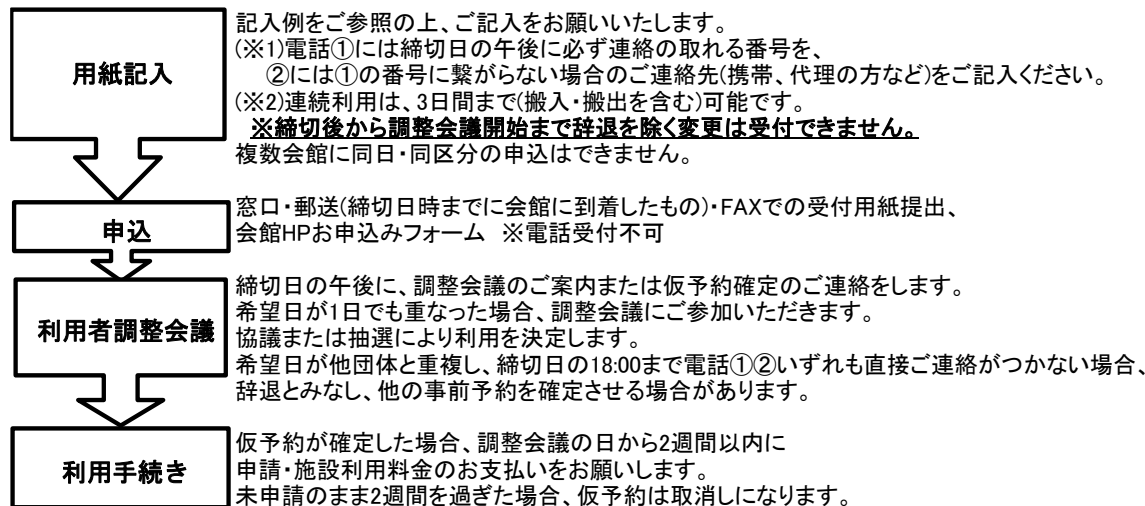 用紙記入
記入例をご参照の上、ご記入をお願いいたします。
(※1)電話①には締切日の午後に必ず連絡の取れる番号を、
②には①の番号に繋がらない場合のご連絡先(携帯、代理の方など)をご記入ください。
(※2)連続利用は、3日間まで(搬入・搬出を含む)可能です。
※締切後から調整会議開始まで辞退を除く変更は受付できません。
複数会館に同日・同区分の申込はできません。
申込
窓口・郵送(締切日時までに会館に到着したもの)・FAXでの受付用紙提出、
会館HPお申込みフォーム ※電話受付不可
利用者調整会議
締切日の午後に、調整会議のご案内または仮予約確定のご連絡をします。
希望日が1日でも重なった場合、調整会議にご参加いただきます。
協議または抽選により利用を決定します。
希望日が他団体と重複し、締切日の18:00まで電話①②いずれも直接ご連絡がつかない場合、
辞退とみなし、他の事前予約を確定させる場合があります。
利用手続き
仮予約が確定した場合、調整会議の日から2週間以内に
申請・施設利用料金のお支払いをお願いします。
未申請のまま2週間を過ぎた場合、仮予約は取消しになります。